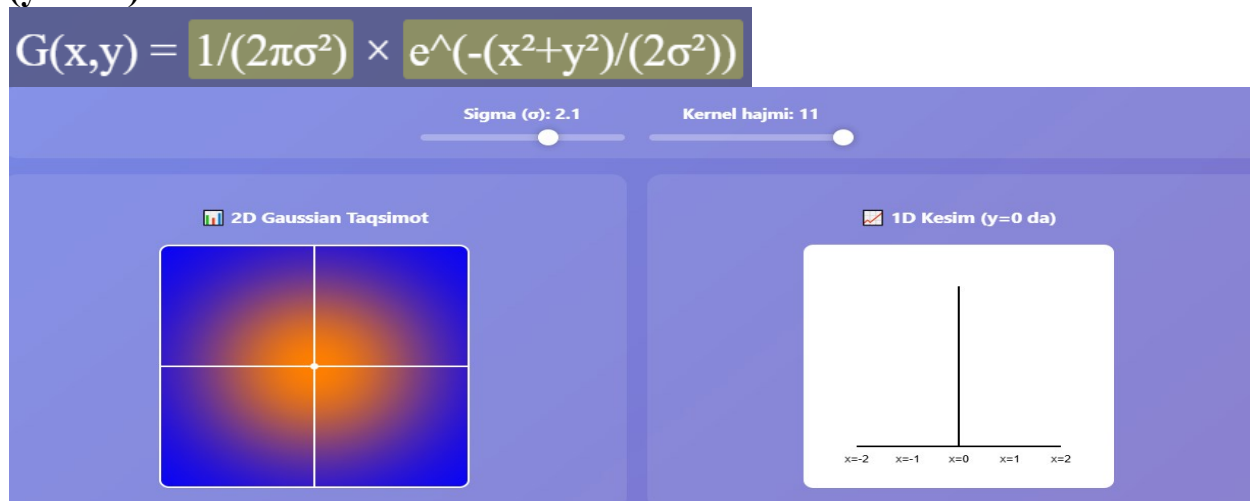 G(x,y) = 1/(2πσ²) × e^(-(x²+y²)/(2σ²))
Sigma (σ): 2.1
Kernel hajmi: 11
📊 2D Gaussian Taqsimot
📈 1D Kesim (y=0 da)
x=-2 x=-1 x=0 x=1 x=2